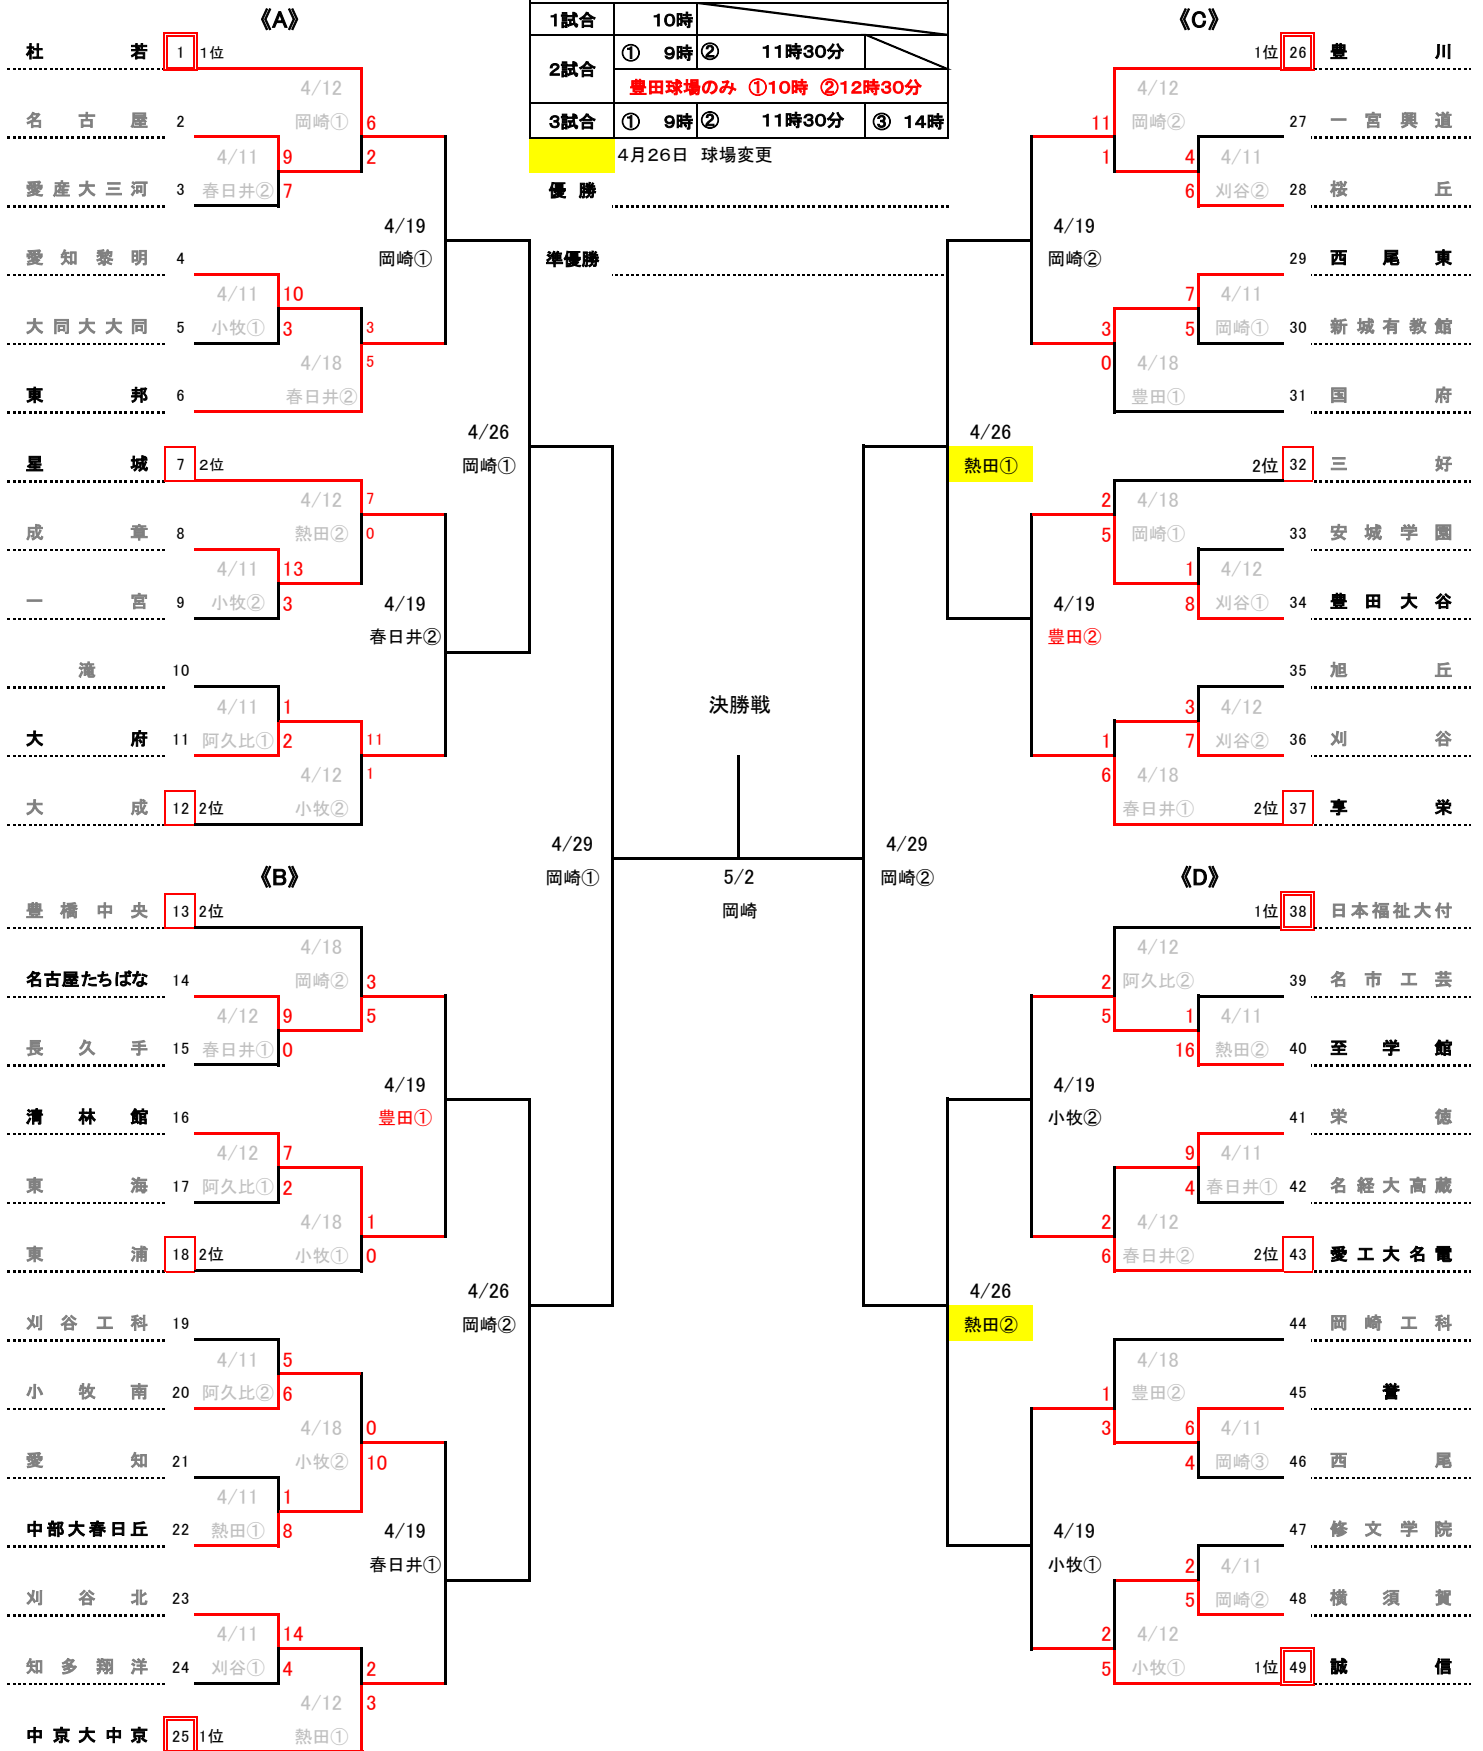 《A》
1試合 10時
《C》
杜若 1 1位
2試合 ① 9時 ② 11時30分
1位 26 豊川
豊田球場のみ ①10時 ②12時30分
4/12
岡崎① 6
3試合 ① 9時 ② 11時30分 ③ 14時
11 4/12
岡崎②
名古屋 2
27 一宮興道
4/11 9 2
4月26日 球場変更
1 4 4/11
愛産大三河 3 春日井② 7
優勝
6 刈谷② 28 桜丘
4/19
岡崎①
4/19
岡崎②
愛知黎明 4
準優勝
29 西尾東
4/11 10
7 4/11
大同大大同 5 小牧① 3 3
3 5 岡崎① 30 新城有教館
4/18 5
0 4/18
東邦 6 春日井②
豊田① 31 国府
4/26
岡崎①
4/26
熱田①
星城 7 2位
2位 32 三好
4/12 7
2 4/18
成章 8 熱田② 0
5 岡崎① 33 安城学園
4/11 13
1 4/12
一宮 9 小牧② 3
8 刈谷① 34 豊田大谷
4/19
春日井②
4/19
豊田②
滝 10
35 旭丘
4/11 1
決勝戦
3 4/12
大府 11 阿久比① 2 11
1 7 刈谷② 36 刈谷
4/12 1
6 4/18
大成 12 2位 小牧②
春日井① 2位 37 享栄
4/29
岡崎①
5/2
岡崎
4/29
岡崎②
《B》
《D》
豊橋中央 13 2位
1位 38 日本福祉大付
4/18
4/12
名古屋たちばな 14 岡崎② 3
2 阿久比② 39 名市工芸
4/12 9 5
5 1 4/11
長久手 15 春日井① 0
16 熱田② 40 至学館
4/19
豊田①
4/19
小牧②
清林館 16
41 栄徳
4/12 7
9 4/11
東海 17 阿久比① 2
4 春日井① 42 名経大高蔵
4/18 1
2 4/12
東浦 18 2位 小牧① 0
6 春日井② 2位 43 愛工大名電
4/26
岡崎②
4/26
熱田②
刈谷工科 19
44 岡崎工科
4/11 5
4/18
小牧南 20 阿久比② 6
1 豊田② 45 誉
4/18 0
3 6 4/11
愛知 21 小牧② 10
4 岡崎③ 46 西尾
4/11 1
中部大春日丘 22 熱田① 8
47 修文学院
4/19
春日井①
4/19
小牧①
2 4/11
刈谷北 23
5 岡崎② 48 横須賀
4/11 14
2 4/12
知多翔洋 24 刈谷① 4 2
5 小牧① 1位 49 誠信
4/12 3
中京大中京 25 1位 熱田①